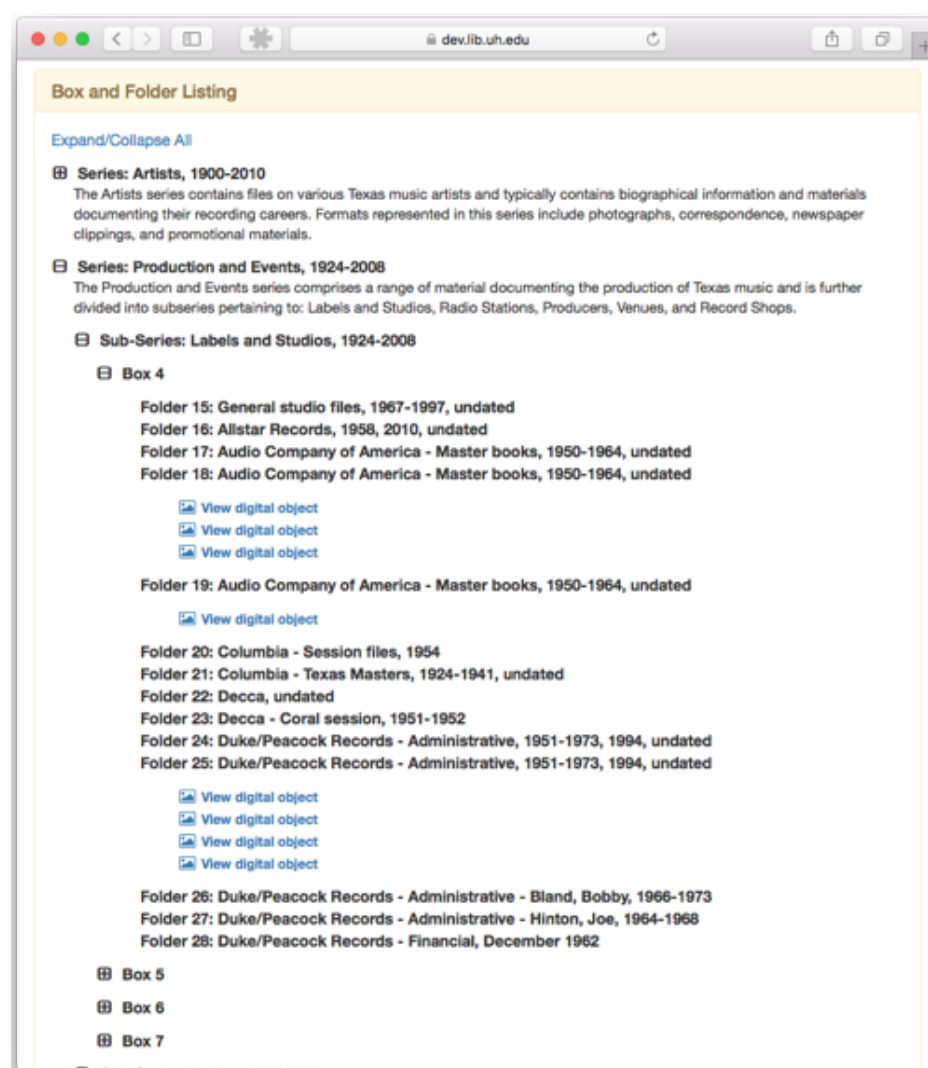 dev.lib.uh.edu
Box and Folder Listing
Expand/Collapse All
Series: Artists, 1900-2010
The Artists series contains files on various Texas music artists and typically contains biographical information and materials
documenting their recording careers. Formats represented in this series include photographs, correspondence, newspaper
clippings, and promotional materials.
Series: Production and Events, 1924-2008
The Production and Events series comprises a range of material documenting the production of Texas music and is further
divided into subseries pertaining to: Labels and Studios, Radio Stations, Producers, Venues, and Record Shops.
Sub-Series: Labels and Studios, 1924-2008
Box 4
Folder 15: General studio files, 1967-1997, undated
Folder 16: Allstar Records, 1958, 2010, undated
Folder 17: Audio Company of America - Master books, 1950-1964, undated
Folder 18: Audio Company of America - Master books, 1950-1964, undated
View digital object
View digital object
View digital object
Folder 19: Audio Company of America - Master books, 1950-1964, undated
View digital object
Folder 20: Columbia - Session files, 1954
Folder 21: Columbia - Texas Masters, 1924-1941, undated
Folder 22: Decca, undated
Folder 23: Decca - Coral session, 1951-1952
Folder 24: Duke/Peacock Records - Administrative, 1951-1973, 1994, undated
Folder 25: Duke/Peacock Records - Administrative, 1951-1973, 1994, undated
View digital object
View digital object
View digital object
View digital object
Folder 26: Duke/Peacock Records - Administrative - Bland, Bobby, 1966-1973
Folder 27: Duke/Peacock Records - Administrative - Hinton, Joe, 1964-1968
Folder 28: Duke/Peacock Records - Financial, December 1962
Box 5
Box 6
Box 7